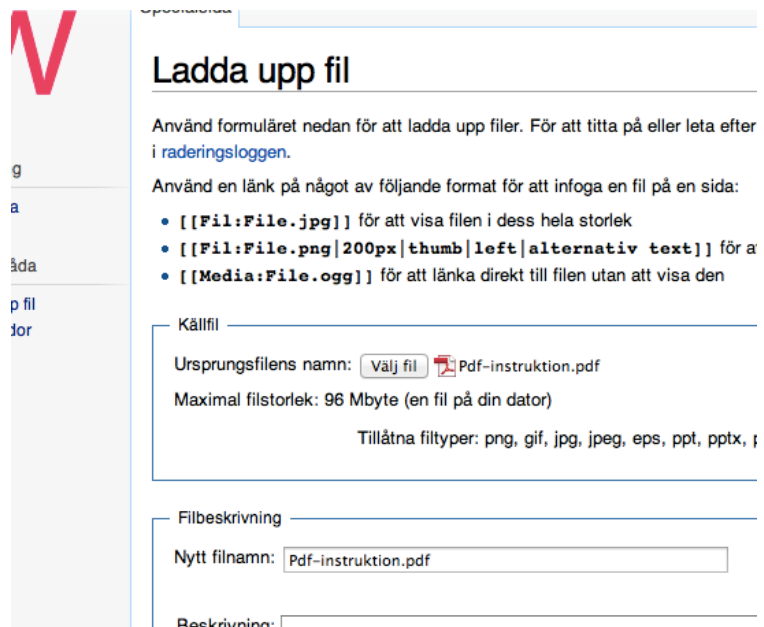 Specialsida
W
Ladda upp fil
Använd formuläret nedan för att ladda upp filer. För att titta på eller leta efter
i raderingsloggen.
Använd en länk på något av följande format för att infoga en fil på en sida:
[[Fil:File.jpg]] för att visa filen i dess hela storlek
[[Fil:File.png|200px|thumb|left|alternativ text]] för a
[[Media:File.ogg]] för att länka direkt till filen utan att visa den
g
a
åda
p fil
dor
Källfil
Ursprungsfilens namn: Välj fil Pdf-instruktion.pdf
Maximal filstorlek: 96 Mbyte (en fil på din dator)
Tillåtna filtyper: png, gif, jpg, jpeg, eps, ppt, pptx, p
Filbeskrivning
Nytt filnamn: Pdf-instruktion.pdf
Beskrivning: